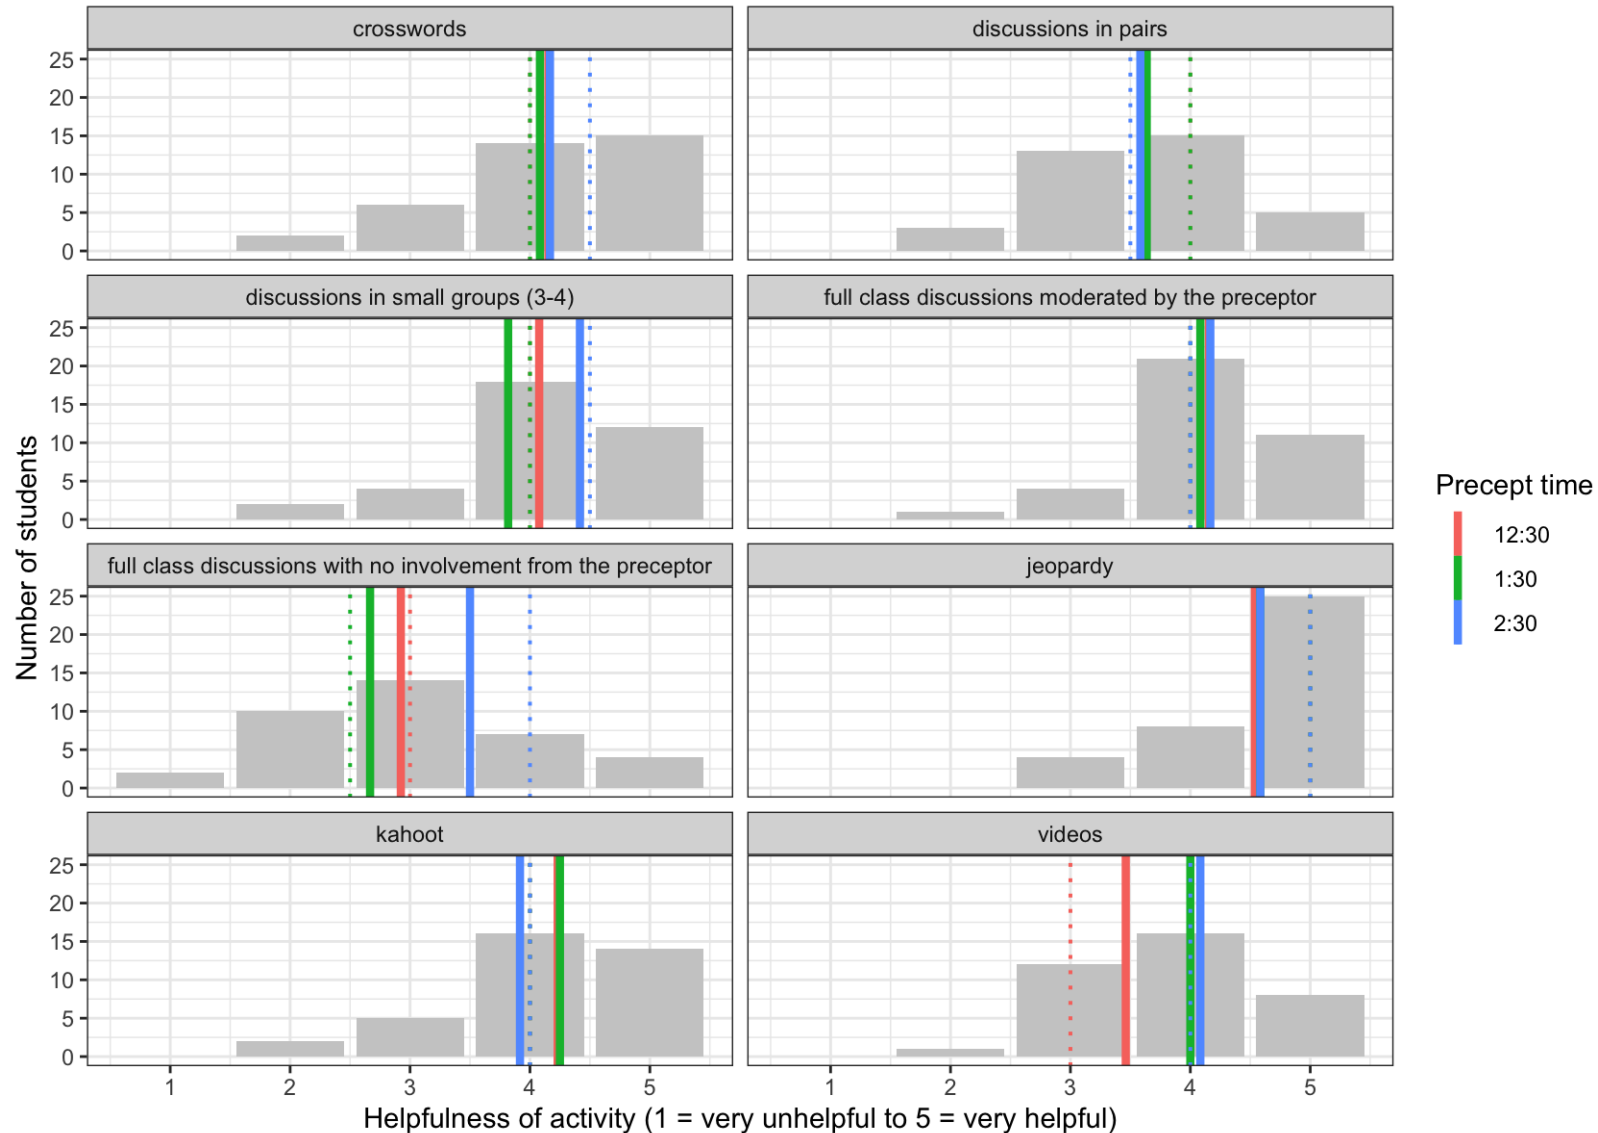 crosswords
discussions in pairs
25
20
15
10
5
0
discussions in small groups (3-4)
full class discussions moderated by the preceptor
25
20
15
10
5
0
full class discussions with no involvement from the preceptor
jeopardy
25
20
15
10
5
0
kahoot
videos
25
20
15
10
5
0
1 2 3 4 5
1 2 3 4 5
Helpfulness of activity (1 = very unhelpful to 5 = very helpful)
Number of students
Precept time
12:30
1:30
2:30